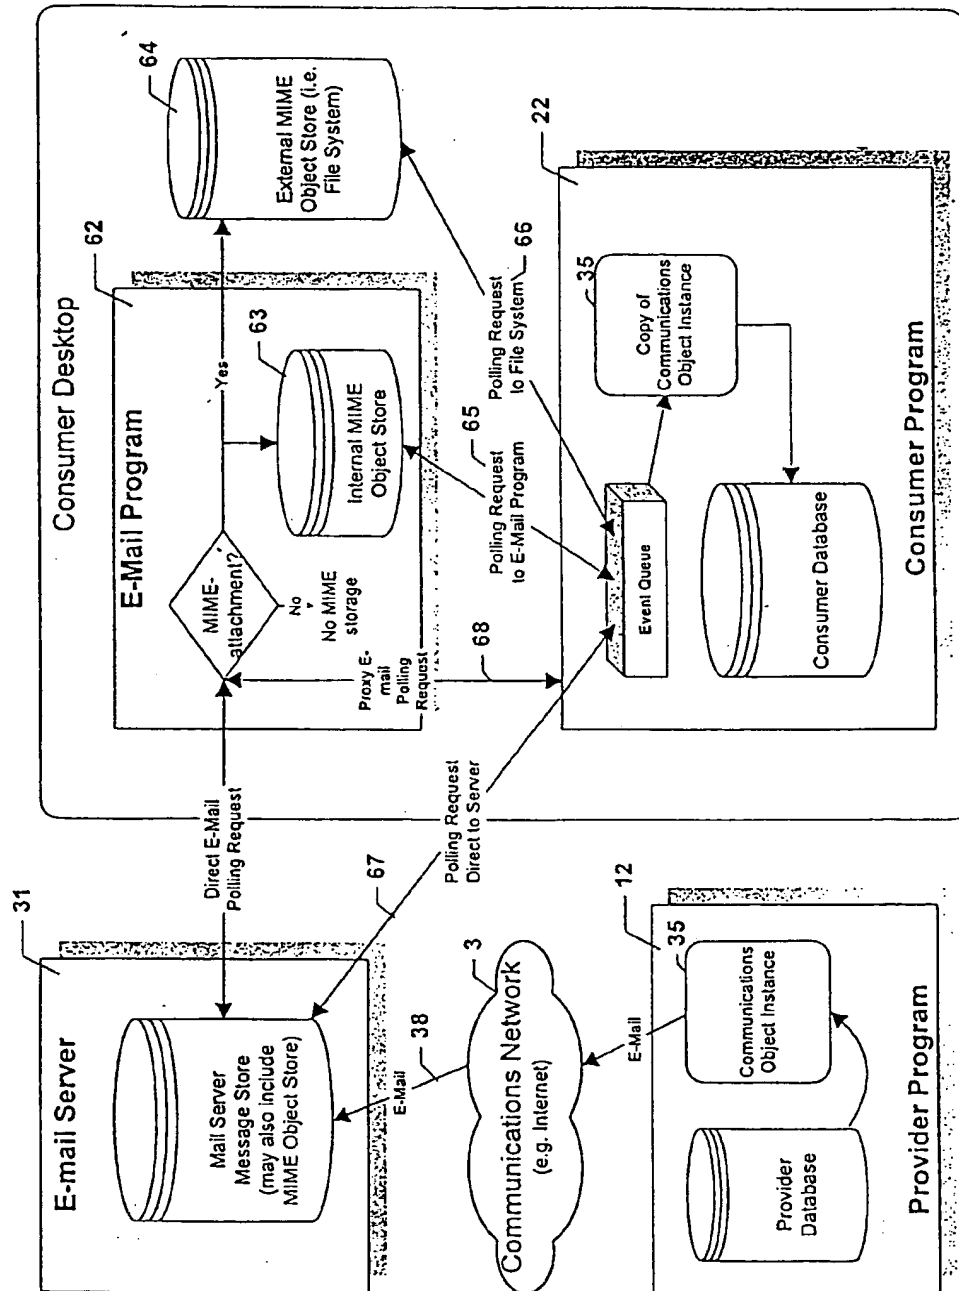 Consumer Desktop
E-mail Server
31
Mail Server
Message Store
(may also include
MIME Object Store)
Direct E-Mail
Polling Request
E-Mail Program
62
MIME-
attachment?
Yes
No
No MIME
storage
63
Internal MIME
Object Store
64
External MIME
Object Store (i.e.
File System)
Proxy E-
mail
Polling
Request
68
Polling Request
to E-Mail Program
65
Polling Request
to File System
66
67
Polling Request
Direct to Server
38
E-Mail
3
Communications Network
(e.g. Internet)
E-Mail
12
35
Communications
Object Instance
Provider
Database
Provider Program
22
Event Queue
35
Copy of
Communications
Object Instance
Consumer Database
Consumer Program